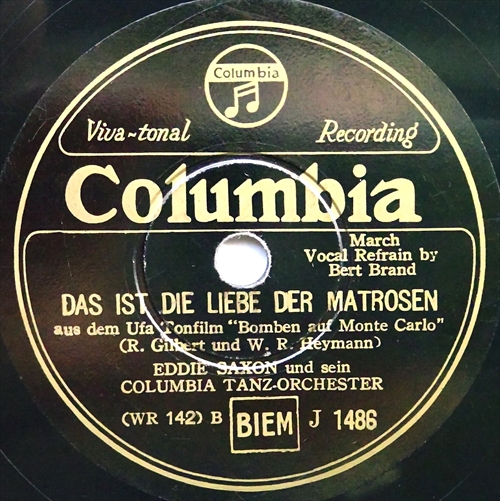 Columbia
Viva-tonal Recording
Columbia
March
Vocal Refrain by
Bert Brand
DAS IST DIE LIEBE DER MATROSEN
aus dem Ufa Tonfilm "Bomben auf Monte Carlo"
(R. Gilbert und W. R. Heymann)
EDDIE SAXON und sein
COLUMBIA TANZ-ORCHESTER
(WR 142) B BIEM J 1486